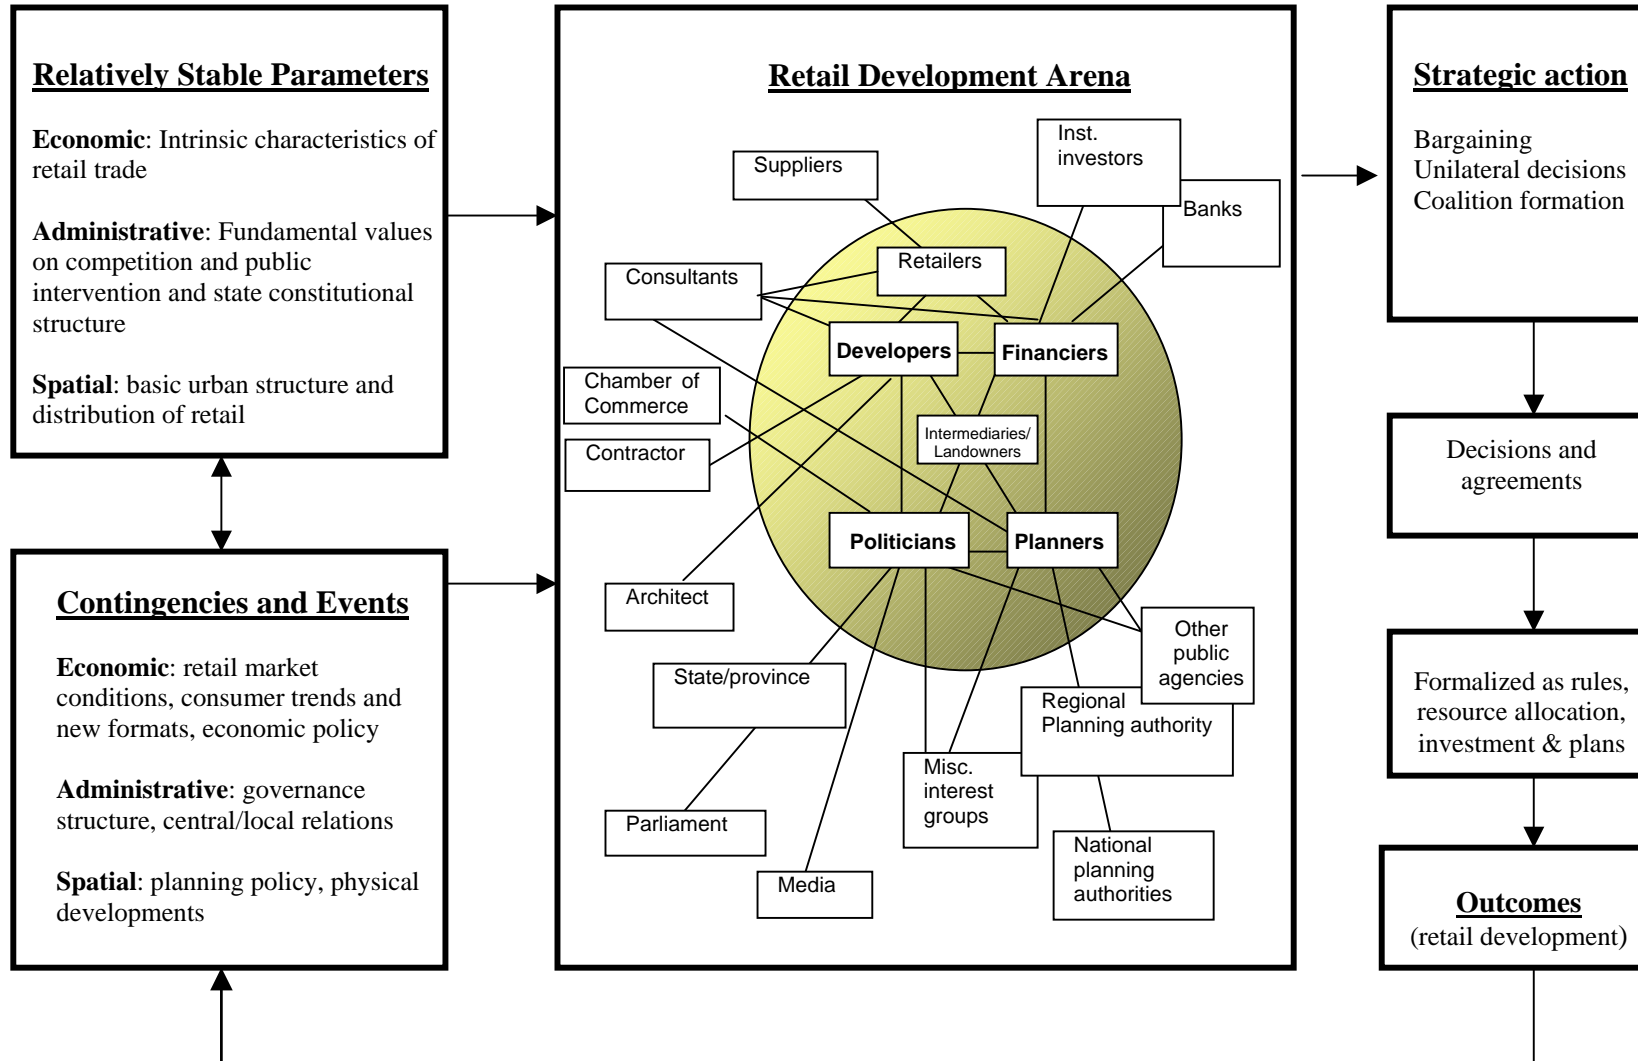 Relatively Stable Parameters
Economic: Intrinsic characteristics of
retail trade
Administrative: Fundamental values
on competition and public
intervention and state constitutional
structure
Spatial: basic urban structure and
distribution of retail
Contingencies and Events
Economic: retail market
conditions, consumer trends and
new formats, economic policy
Administrative: governance
structure, central/local relations
Spatial: planning policy, physical
developments
Retail Development Arena
Inst.
investors
Suppliers
Banks
Retailers
Consultants
Developers
Financiers
Chamber of
Commerce
Intermediaries/
Landowners
Contractor
Politicians
Planners
Architect
Other
public
agencies
State/province
Regional
Planning authority
Misc.
interest
groups
Parliament
National
planning
authorities
Media
Strategic action
Bargaining
Unilateral decisions
Coalition formation
Decisions and
agreements
Formalized as rules,
resource allocation,
investment & plans
Outcomes
(retail development)